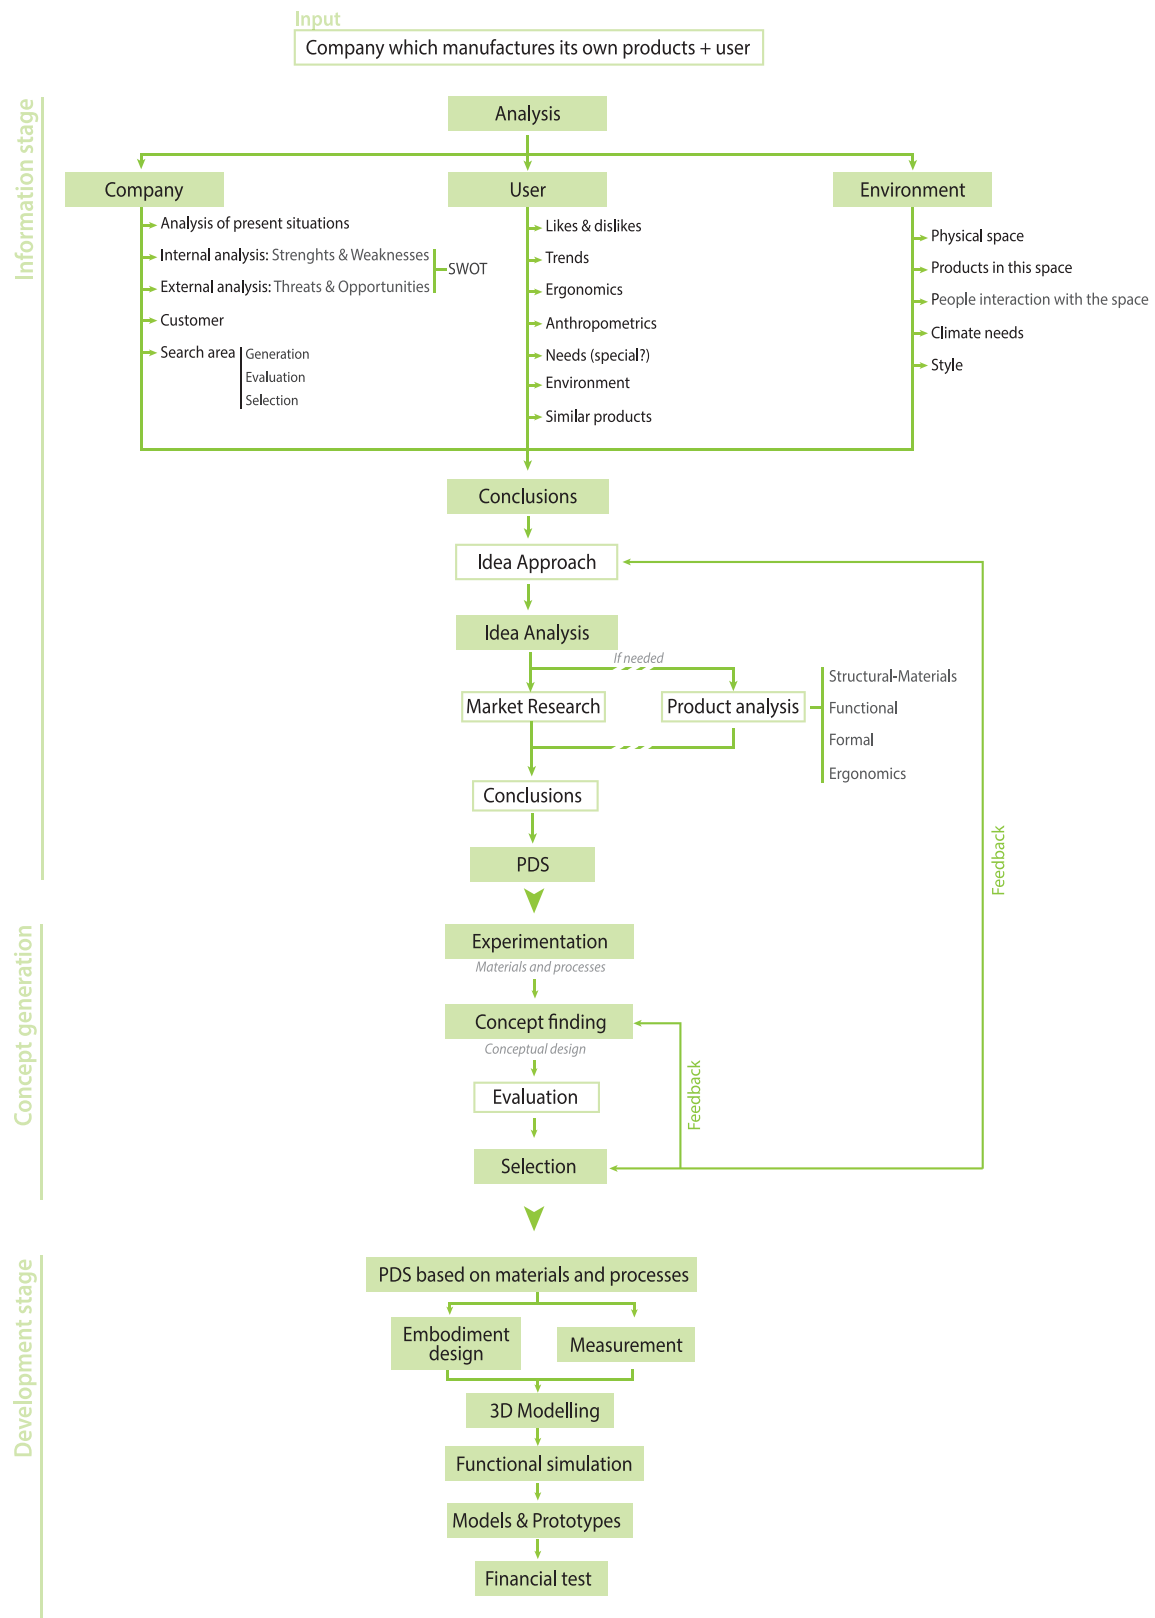 Input
Company which manufactures its own products + user
Information stage
Analysis
Company
User
Environment
Analysis of present situations
Internal analysis: Strenghts & Weaknesses
External analysis: Threats & Opportunities
SWOT
Customer
Search area
Generation
Evaluation
Selection
Likes & dislikes
Trends
Ergonomics
Anthropometrics
Needs (special?)
Environment
Similar products
Physical space
Products in this space
People interaction with the space
Climate needs
Style
Conclusions
Idea Approach
Idea Analysis
If needed
Market Research
Product analysis
Structural-Materials
Functional
Formal
Ergonomics
Conclusions
PDS
Feedback
Concept generation
Experimentation
Materials and processes
Concept finding
Conceptual design
Evaluation
Feedback
Selection
Development stage
PDS based on materials and processes
Embodiment
design
Measurement
3D Modelling
Functional simulation
Models & Prototypes
Financial test